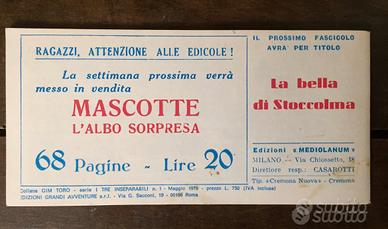 RAGAZZI, ATTENZIONE ALLE EDICOLE!
La settimana prossima verrà
messo in vendita
MASCOTTE
L'ALBO SORPRESA
68 Pagine - Lire 20
IL PROSSIMO FASCICOLO
AVRA' PER TITOLO
La bella
di Stoccolma
Edizioni «MEDIOLANUM»
MILANO - Via Chiossetto, 18
Direttore resp.: CASAROTTI
Tip. «Cremona Nuova» - Cremona
Collana GIM TORO - serie I TRE INSEPARABILI n. 1 - Maggio 1979 - prezzo L. 750 (IVA inclusa)
EDIZIONI GRANDI AVVENTURE s.r.l. - Via G. Sacconi, 19 - 00196 Roma
subito